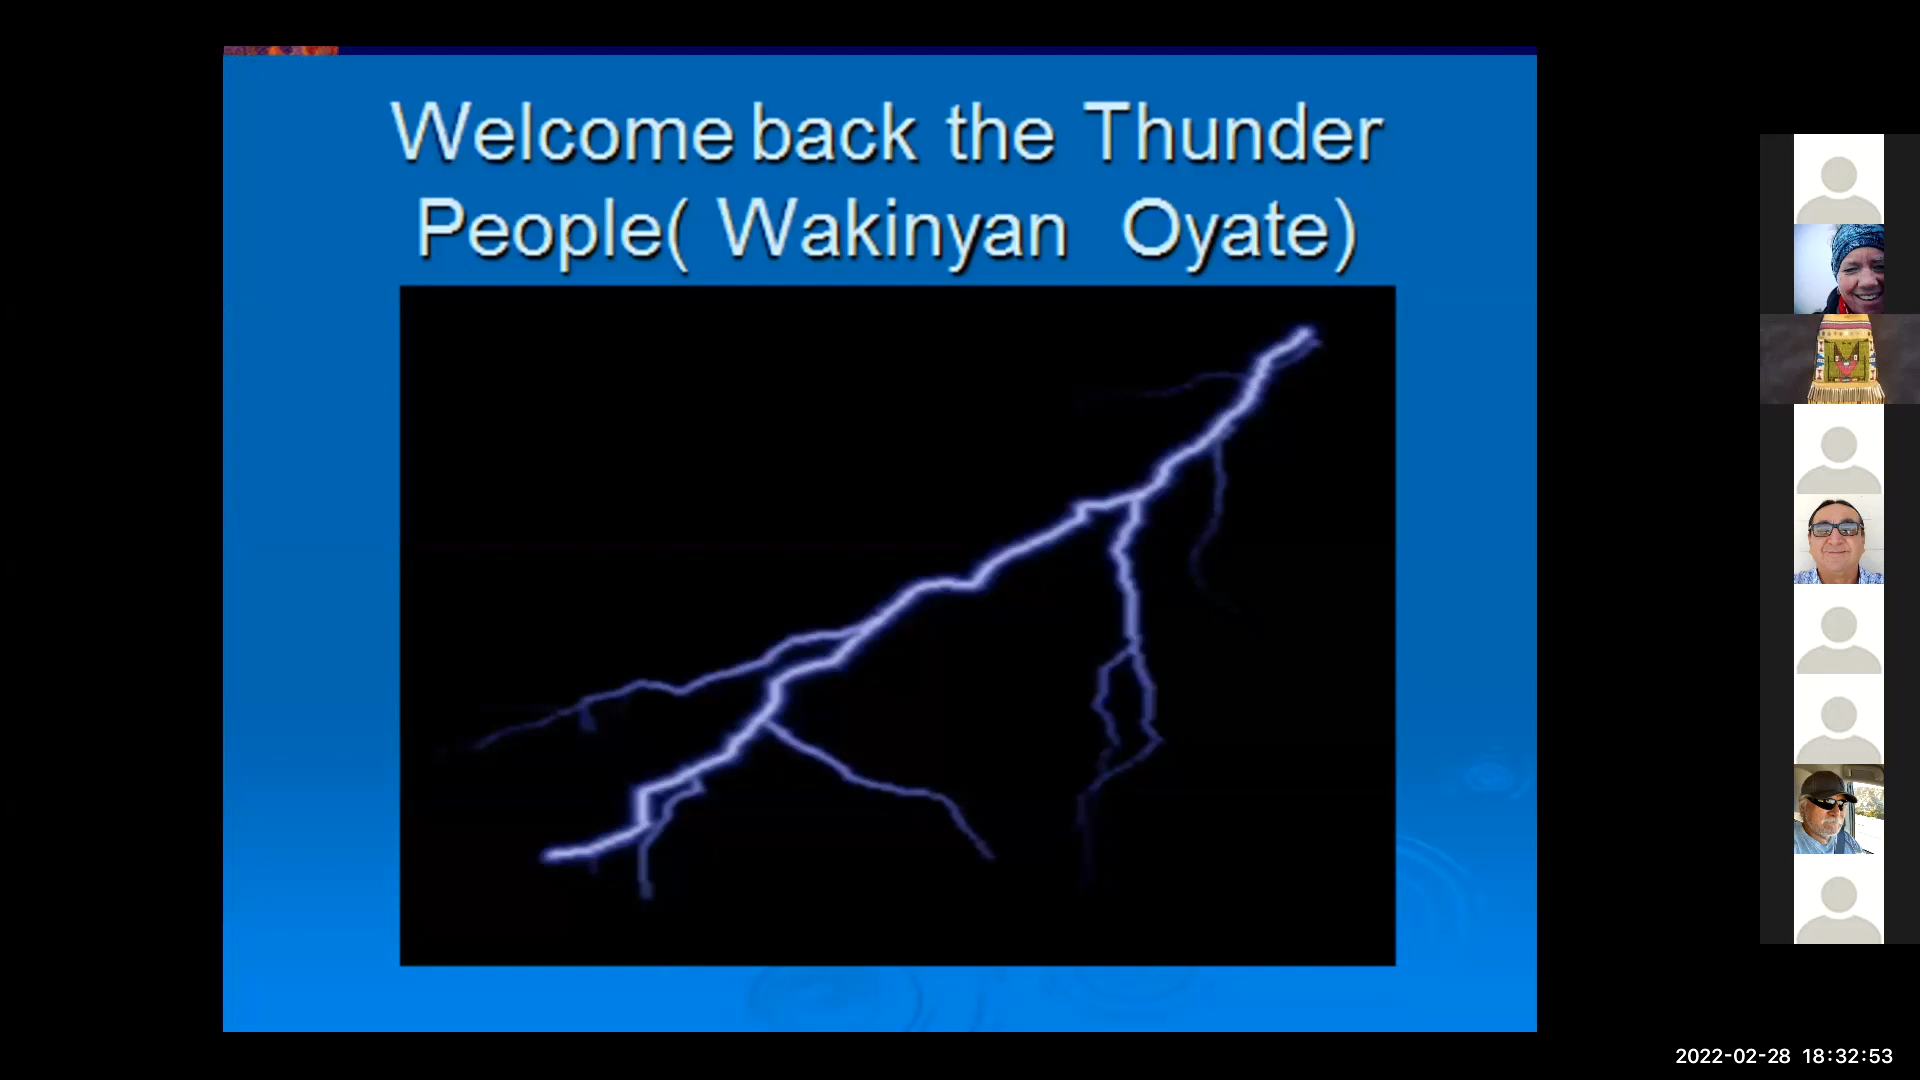 Welcome back the Thunder
People( Wakinyan Oyate)
2022-02-28 18:32:53